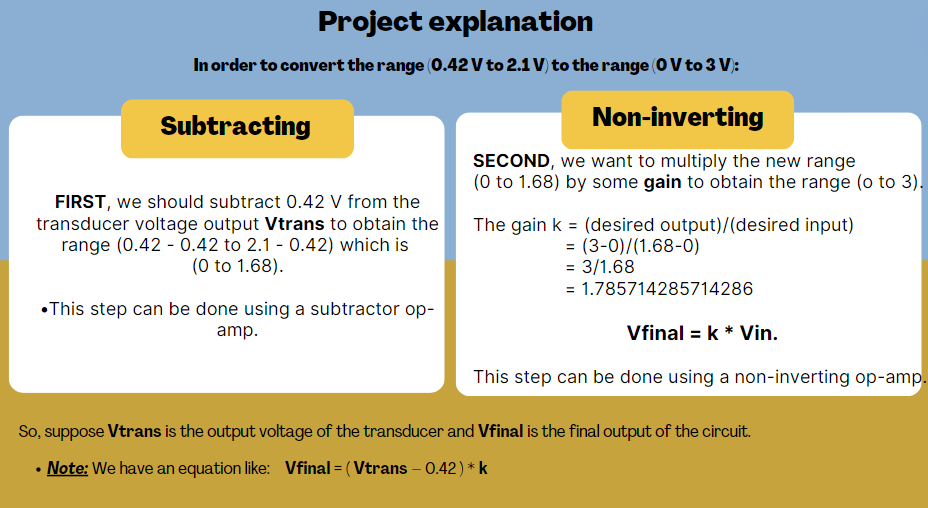 Project explanation
In order to convert the range (0.42 V to 2.1 V) to the range (0 V to 3 V):
Subtracting
FIRST, we should subtract 0.42 V from the
transducer voltage output Vtrans to obtain the
range (0.42 - 0.42 to 2.1 - 0.42) which is
(0 to 1.68).
•This step can be done using a subtractor op-
amp.
Non-inverting
SECOND, we want to multiply the new range
(0 to 1.68) by some gain to obtain the range (o to 3).
The gain k = (desired output)/(desired input)
= (3-0)/(1.68-0)
= 3/1.68
= 1.785714285714286
Vfinal = k * Vin.
This step can be done using a non-inverting op-amp.
So, suppose Vtrans is the output voltage of the transducer and Vfinal is the final output of the circuit.
• Note: We have an equation like: Vfinal = ( Vtrans – 0.42 ) * k